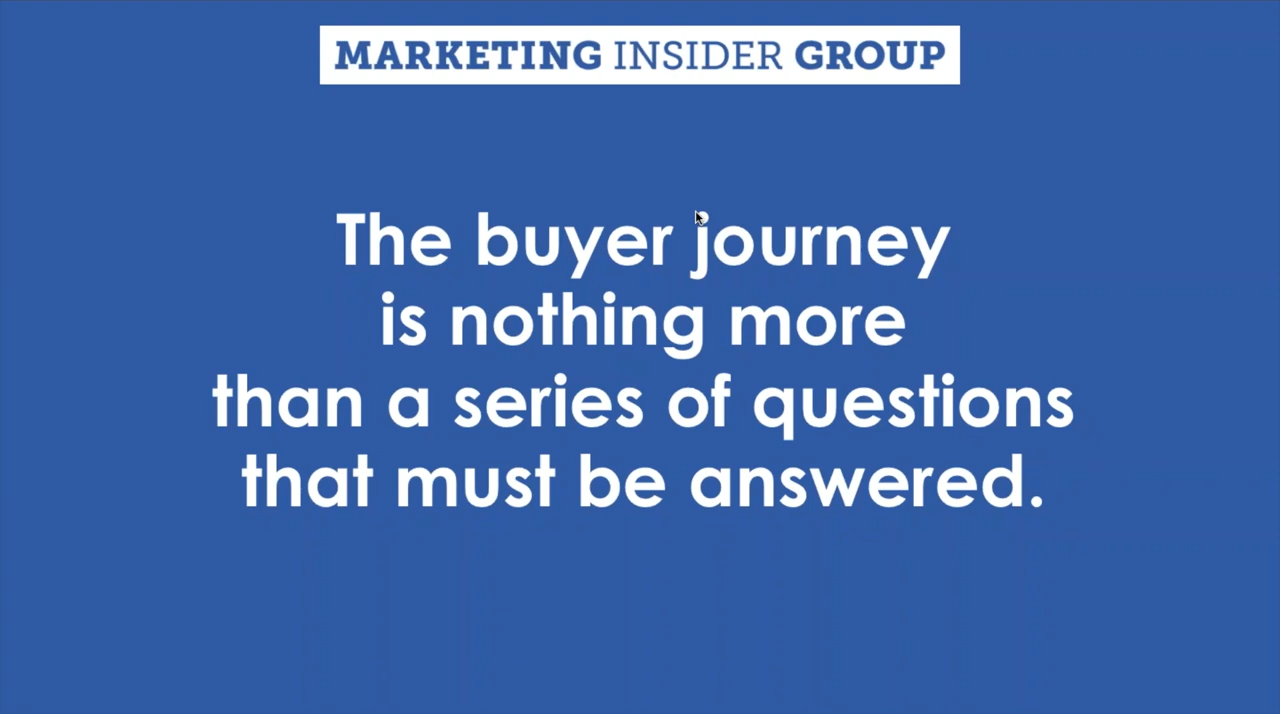 MARKETING INSIDER GROUP
The buyer journey
is nothing more
than a series of questions
that must be answered.